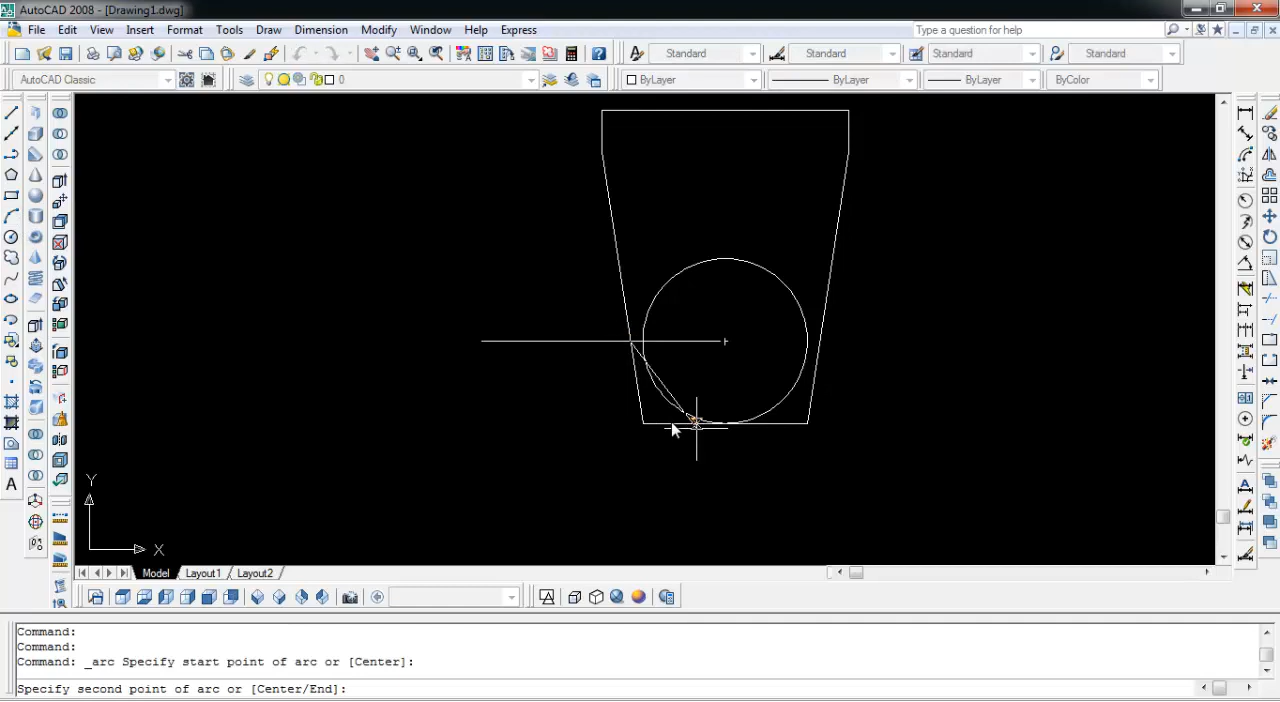 AutoCAD 2008 - [Drawing1.dwg]
File Edit View Insert Format Tools Draw Dimension Modify Window Help Express
Type a question for help
Standard Standard Standard Standard
AutoCAD Classic 0 ByLayer ByLayer ByLayer ByColor
A
A
Y
X
Model Layout1 Layout2
Command:
Command:
Command: _arc Specify start point of arc or [Center]:
Specify second point of arc or [Center/End]: